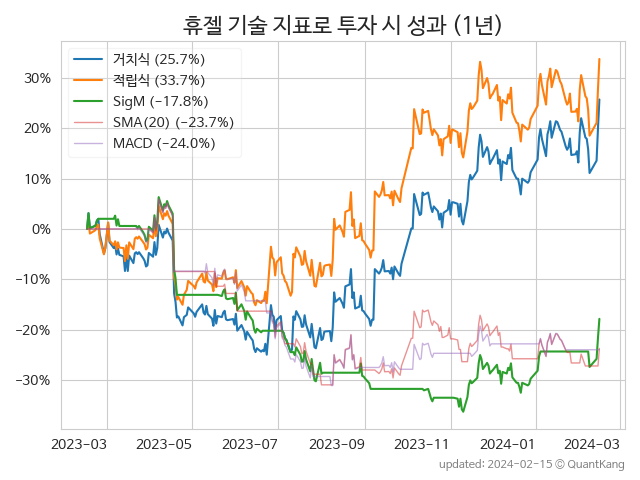 휴젤 기술 지표로 투자 시 성과 (1년)
거치식 (25.7%)
적립식 (33.7%)
SigM (−17.8%)
SMA(20) (−23.7%)
MACD (−24.0%)
30%
20%
10%
0%
−10%
−20%
−30%
2023-03 2023-05 2023-07 2023-09 2023-11 2024-01 2024-03
updated: 2024-02-15 ⓒ QuantKang